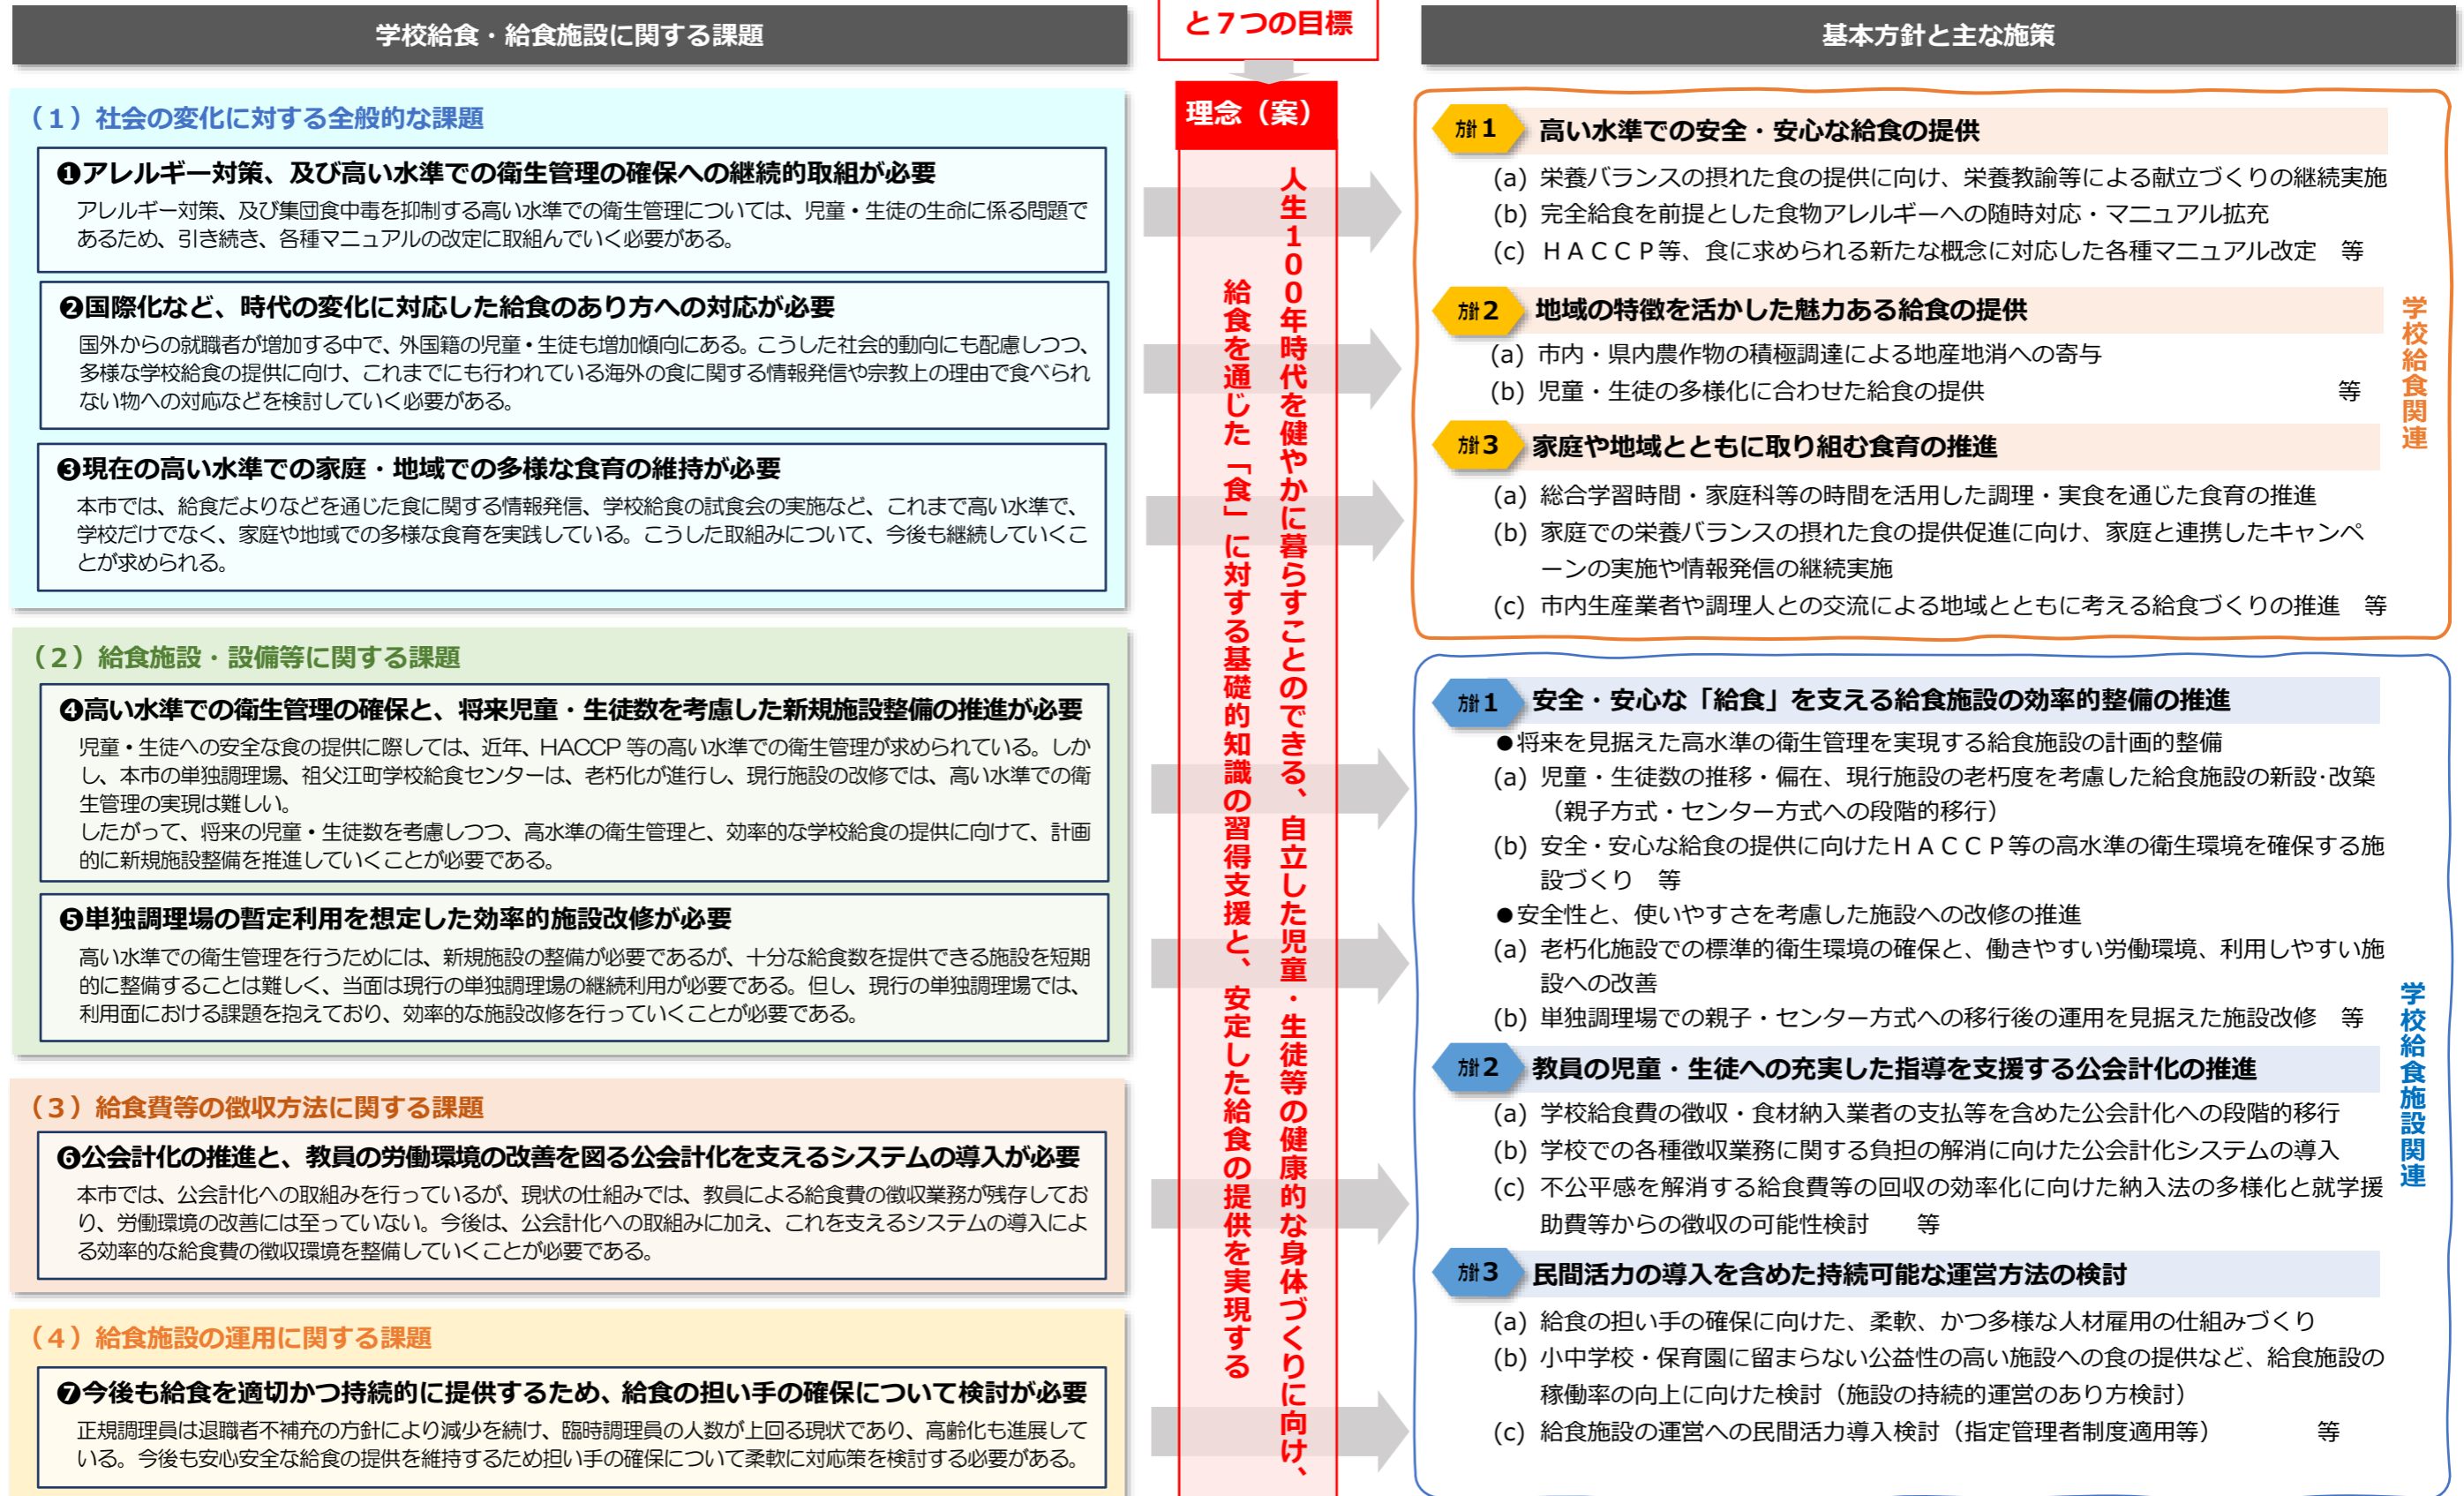 学校給食・給食施設に関する課題
（１）社会の変化に対する全般的な課題
❶アレルギー対策、及び高い水準での衛生管理の確保への継続的取組が必要
アレルギー対策、及び集団食中毒を抑制する高い水準での衛生管理については、児童・生徒の生命に係る問題で
あるため、引き続き、各種マニュアルの改定に取組んでいく必要がある。
❷国際化など、時代の変化に対応した給食のあり方への対応が必要
国外からの就職者が増加する中で、外国籍の児童・生徒も増加傾向にある。こうした社会的動向にも配慮しつつ、
多様な学校給食の提供に向け、これまでにも行われている海外の食に関する情報発信や宗教上の理由で食べられ
ない物への対応などを検討していく必要がある。
❸現在の高い水準での家庭・地域での多様な食育の維持が必要
本市では、給食だよりなどを通じた食に関する情報発信、学校給食の試食会の実施など、これまで高い水準で、
学校だけでなく、家庭や地域での多様な食育を実践している。こうした取組みについて、今後も継続していくこ
とが求められる。
（２）給食施設・設備等に関する課題
❹高い水準での衛生管理の確保と、将来児童・生徒数を考慮した新規施設整備の推進が必要
児童・生徒への安全な食の提供に際しては、近年、HACCP 等の高い水準での衛生管理が求められている。しか
し、本市の単独調理場、祖父江町学校給食センターは、老朽化が進行し、現行施設の改修では、高い水準での衛
生管理の実現は難しい。
したがって、将来の児童・生徒数を考慮しつつ、高水準の衛生管理と、効率的な学校給食の提供に向けて、計画
的に新規施設整備を推進していくことが必要である。
❺単独調理場の暫定利用を想定した効率的施設改修が必要
高い水準での衛生管理を行うためには、新規施設の整備が必要であるが、十分な給食数を提供できる施設を短期
的に整備することは難しく、当面は現行の単独調理場の継続利用が必要である。但し、現行の単独調理場では、
利用面における課題を抱えており、効率的な施設改修を行っていくことが必要である。
（３）給食費等の徴収方法に関する課題
❻公会計化の推進と、教員の労働環境の改善を図る公会計化を支えるシステムの導入が必要
本市では、公会計化への取組みを行っているが、現状の仕組みでは、教員による給食費の徴収業務が残存してお
り、労働環境の改善には至っていない。今後は、公会計化への取組みに加え、これを支えるシステムの導入によ
る効率的な給食費の徴収環境を整備していくことが必要である。
（４）給食施設の運用に関する課題
❼今後も給食を適切かつ持続的に提供するため、給食の担い手の確保について検討が必要
正規調理員は退職者不補充の方針により減少を続け、臨時調理員の人数が上回る現状であり、高齢化も進展して
いる。今後も安心安全な給食の提供を維持するため担い手の確保について柔軟に対応策を検討する必要がある。
と７つの目標
理念（案）
人生１００年時代を健やかに暮らすことのできる、自立した児童・生徒等の健康的な身体づくりに向け、
給食を通じた「食」に対する基礎的知識の習得支援と、安定した給食の提供を実現する
基本方針と主な施策
方針１ 高い水準での安全・安心な給食の提供
(a) 栄養バランスの摂れた食の提供に向け、栄養教諭等による献立づくりの継続実施
(b) 完全給食を前提とした食物アレルギーへの随時対応・マニュアル拡充
(c) ＨＡＣＣＰ等、食に求められる新たな概念に対応した各種マニュアル改定　等
方針２ 地域の特徴を活かした魅力ある給食の提供
(a) 市内・県内農作物の積極調達による地産地消への寄与
(b) 児童・生徒の多様化に合わせた給食の提供　等
方針３ 家庭や地域とともに取り組む食育の推進
(a) 総合学習時間・家庭科等の時間を活用した調理・実食を通じた食育の推進
(b) 家庭での栄養バランスの摂れた食の提供促進に向け、家庭と連携したキャンペ
ーンの実施や情報発信の継続実施
(c) 市内生産業者や調理人との交流による地域とともに考える給食づくりの推進　等
学校給食関連
方針１ 安全・安心な「給食」を支える給食施設の効率的整備の推進
●将来を見据えた高水準の衛生管理を実現する給食施設の計画的整備
(a) 児童・生徒数の推移・偏在、現行施設の老朽度を考慮した給食施設の新設･改築
（親子方式・センター方式への段階的移行）
(b) 安全・安心な給食の提供に向けたＨＡＣＣＰ等の高水準の衛生環境を確保する施
設づくり　等
●安全性と、使いやすさを考慮した施設への改修の推進
(a) 老朽化施設での標準的衛生環境の確保と、働きやすい労働環境、利用しやすい施
設への改善
(b) 単独調理場での親子・センター方式への移行後の運用を見据えた施設改修　等
方針２ 教員の児童・生徒への充実した指導を支援する公会計化の推進
(a) 学校給食費の徴収・食材納入業者の支払等を含めた公会計化への段階的移行
(b) 学校での各種徴収業務に関する負担の解消に向けた公会計化システムの導入
(c) 不公平感を解消する給食費等の回収の効率化に向けた納入法の多様化と就学援
助費等からの徴収の可能性検討　等
方針３ 民間活力の導入を含めた持続可能な運営方法の検討
(a) 給食の担い手の確保に向けた、柔軟、かつ多様な人材雇用の仕組みづくり
(b) 小中学校・保育園に留まらない公益性の高い施設への食の提供など、給食施設の
稼働率の向上に向けた検討（施設の持続的運営のあり方検討）
(c) 給食施設の運営への民間活力導入検討（指定管理者制度適用等）　等
学校給食施設関連